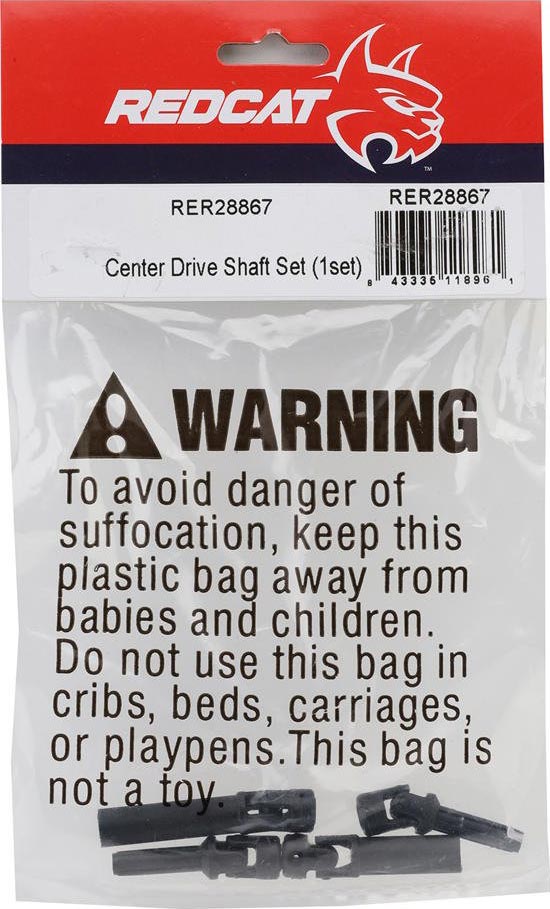 REDCAT
TM
RER28867
RER28867
Center Drive Shaft Set (1set)
8 43335 11896 1
WARNING
To avoid danger of
suffocation, keep this
plastic bag away from
babies and children.
Do not use this bag in
cribs, beds, carriages,
or playpens.This bag is
not a toy.